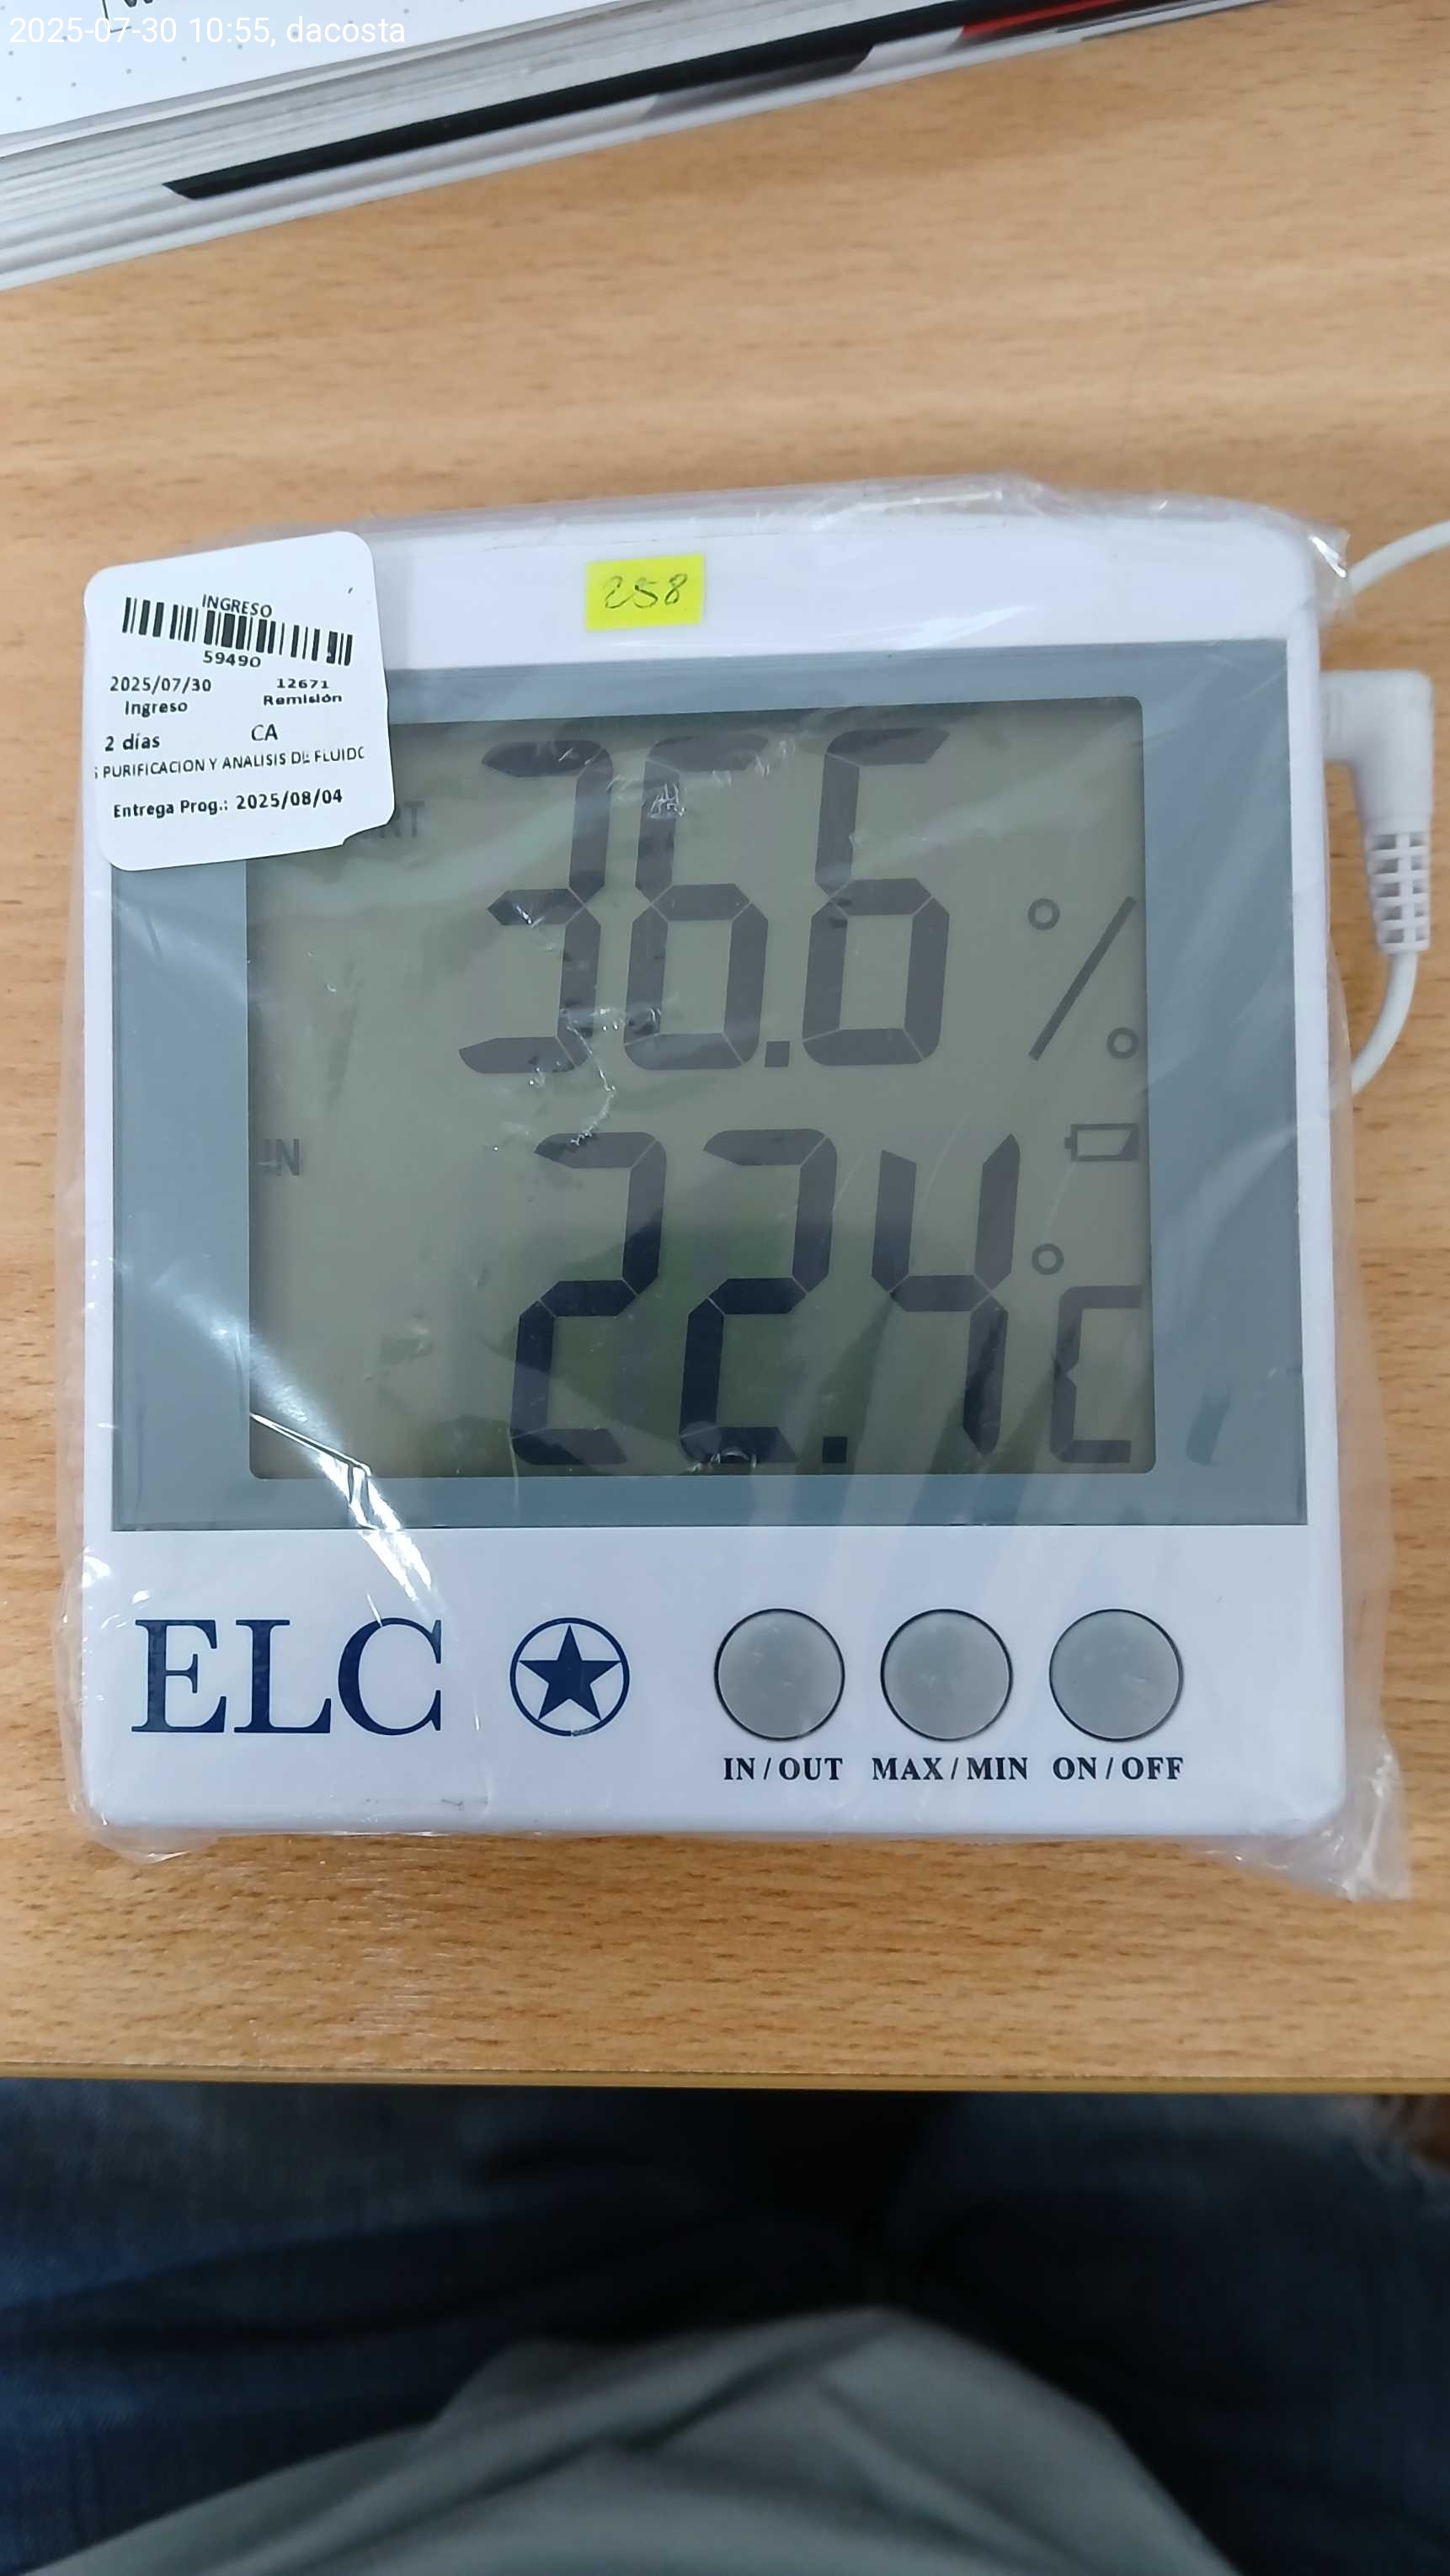 2025-07-30 10:55, dacosta
258
INGRESO
59490
2025/07/30 12671
Ingreso Remisión
2 días CA
PURIFICACION Y ANALISIS DE FLUIDO
Entrega Prog.: 2025/08/04
36.6 %
IN
22.4 °C
ELC
IN/OUT MAX/MIN ON/OFF